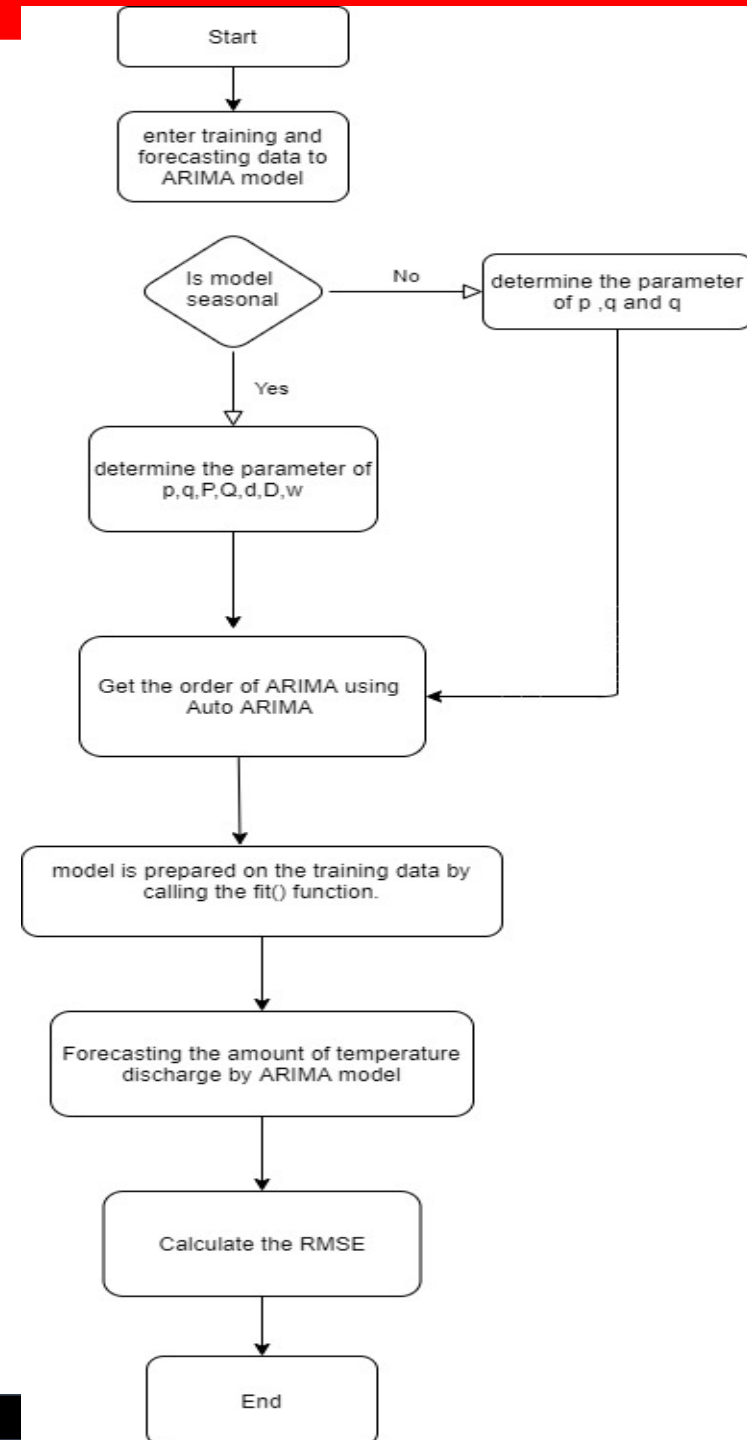 Start
enter training and
forecasting data to
ARIMA model
Is model
seasonal
No
determine the parameter
of p ,q and q
Yes
determine the parameter of
p,q,P,Q,d,D,w
Get the order of ARIMA using
Auto ARIMA
model is prepared on the training data by
calling the fit() function.
Forecasting the amount of temperature
discharge by ARIMA model
Calculate the RMSE
End